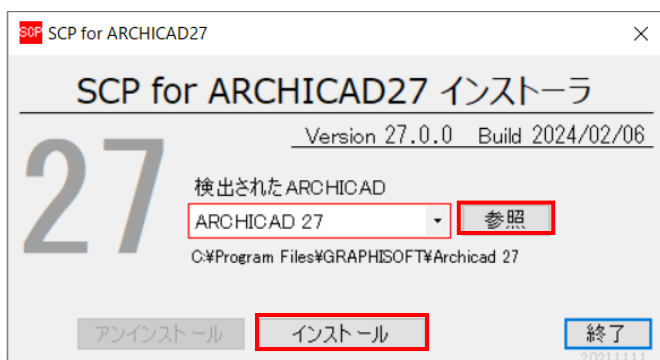 SCP SCP for ARCHICAD27
SCP for ARCHICAD27 インストーラ
27
Version 27.0.0 Build 2024/02/06
検出されたARCHICAD
ARCHICAD 27 参照
C:¥Program Files¥GRAPHISOFT¥Archicad 27
アンインストール インストール 終了
20211111